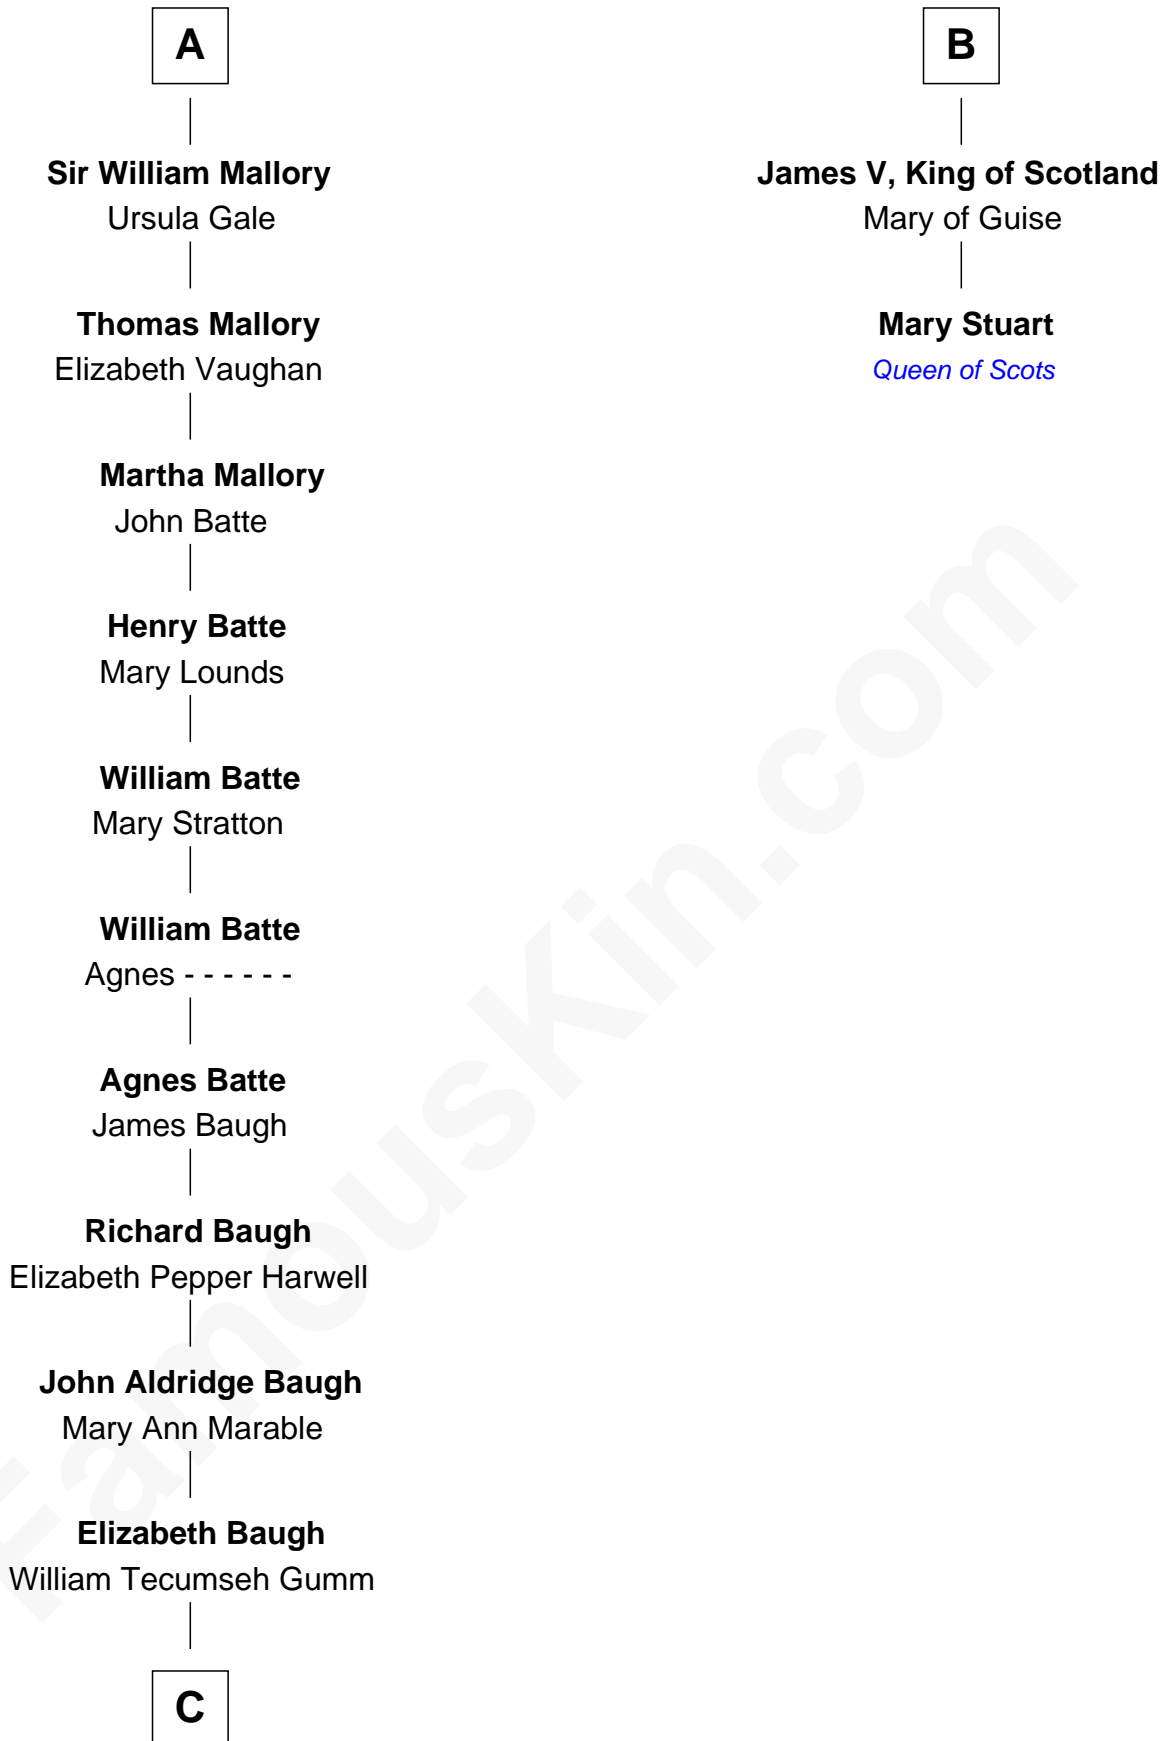 A
Sir William Mallory
Ursula Gale
Thomas Mallory
Elizabeth Vaughan
Martha Mallory
John Batte
Henry Batte
Mary Lounds
William Batte
Mary Stratton
William Batte
Agnes - - - - - -
Agnes Batte
James Baugh
Richard Baugh
Elizabeth Pepper Harwell
John Aldridge Baugh
Mary Ann Marable
Elizabeth Baugh
William Tecumseh Gumm
C
B
James V, King of Scotland
Mary of Guise
Mary Stuart
Queen of Scots
FamousKin.com